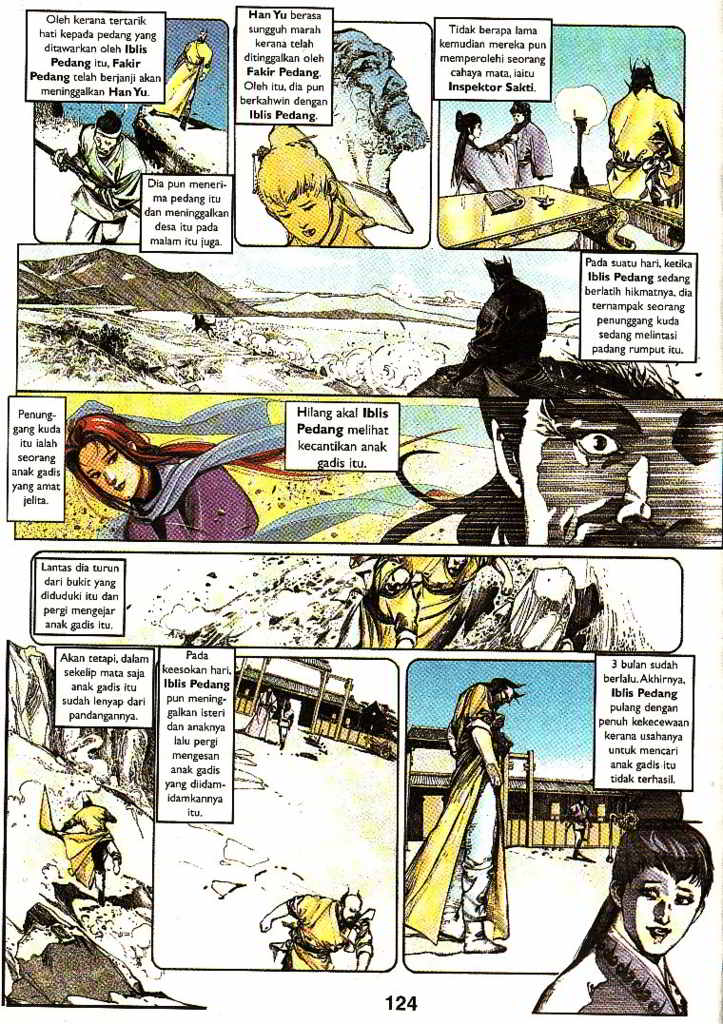 Oleh kerana tertarik
hati kepada pedang yang
ditawarkan oleh Iblis
Pedang itu, Fakir
Pedang telah berjanji akan
meninggalkan Han Yu.
Dia pun meneri-
ma pedang itu
dan meninggalkan
desa itu pada
malam itu juga.
Han Yu berasa
sungguh marah
kerana telah
ditinggalkan oleh
Fakir Pedang.
Oleh itu, dia pun
berkahwin dengan
Iblis Pedang.
Tidak berapa lama
kemudian mereka pun
memperolehi seorang
cahaya mata, iaitu
Inspektor Sakti.
Pada suatu hari, ketika
Iblis Pedang sedang
berlatih hikmatnya, dia
ternampak seorang
penunggang kuda
sedang melintasi
padang rumput itu.
Penung-
gang kuda
itu ialah
seorang
anak gadis
yang amat
jelita.
Hilang akal Iblis
Pedang melihat
kecantikan anak
gadis itu.
Lantas dia turun
dari bukit yang
diduduki itu dan
pergi mengejar
anak gadis itu.
Akan tetapi, dalam
sekelip mata saja
anak gadis itu
sudah lenyap dari
pandangannya.
Pada
keesokan hari,
Iblis Pedang
pun mening-
galkan isteri
dan anaknya
lalu pergi
mengesan
anak gadis
yang diidam-
idamkannya
itu.
3 bulan sudah
berlalu. Akhirnya,
Iblis Pedang
pulang dengan
penuh kekecewaan
kerana usahanya
untuk mencari
anak gadis itu
tidak terhasil.
124